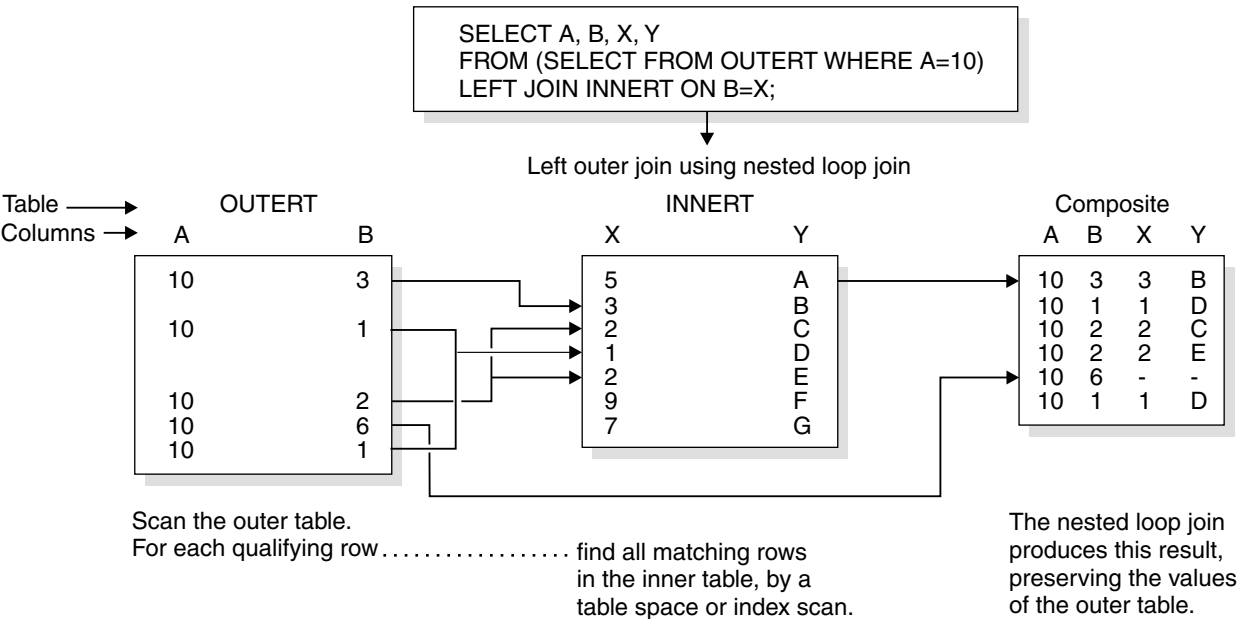 SELECT A, B, X, Y
FROM (SELECT FROM OUTERT WHERE A=10)
LEFT JOIN INNERT ON B=X;
Left outer join using nested loop join
Table OUTERT INNERT Composite
Columns A B X Y A B X Y
10 3 5 A 10 3 3 B
3 B 10 1 1 D
10 1 2 C 10 2 2 C
1 D 10 2 2 E
2 E 10 6 - -
10 2 9 F 10 1 1 D
10 6 7 G
10 1
Scan the outer table.
For each qualifying row.................. find all matching rows
in the inner table, by a
table space or index scan.
The nested loop join
produces this result,
preserving the values
of the outer table.